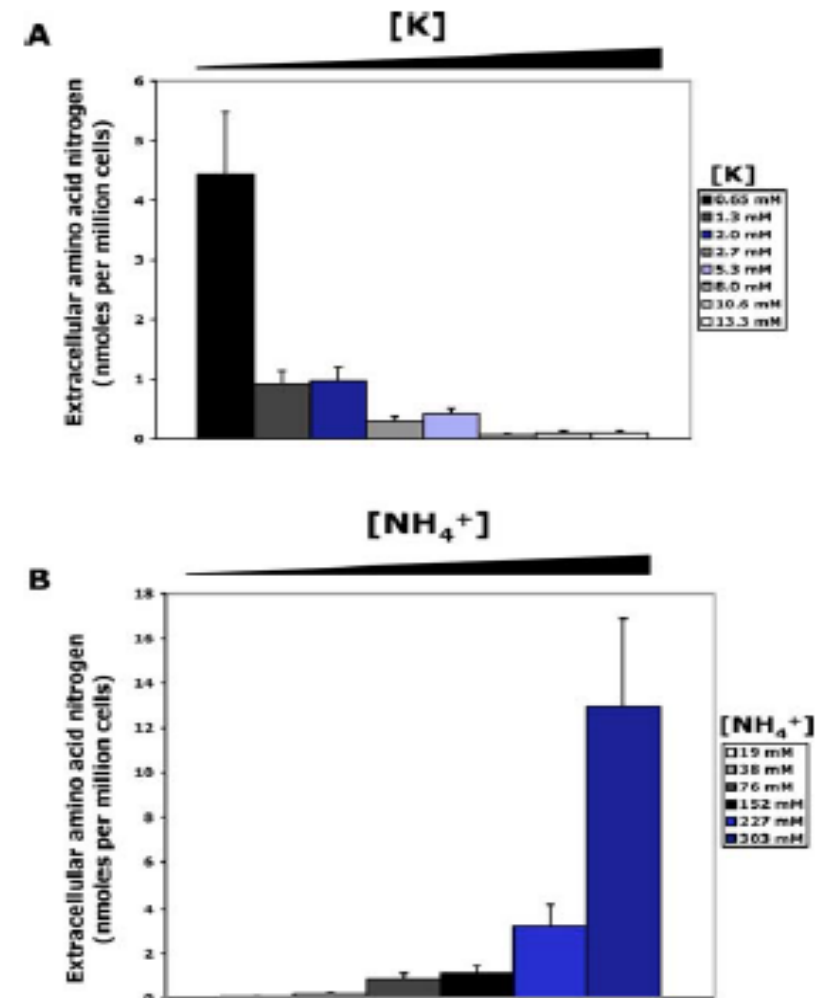 A
[K]
Extracellular amino acid nitrogen
(nmoles per million cells)
6
5
4
3
2
1
0
[K]
0.65 mM
1.3 mM
2.0 mM
2.7 mM
5.3 mM
8.0 mM
10.6 mM
13.3 mM
[NH₄⁺]
B
Extracellular amino acid nitrogen
(nmoles per million cells)
18
16
14
12
10
8
6
4
2
[NH₄⁺]
19 mM
38 mM
76 mM
152 mM
227 mM
303 mM